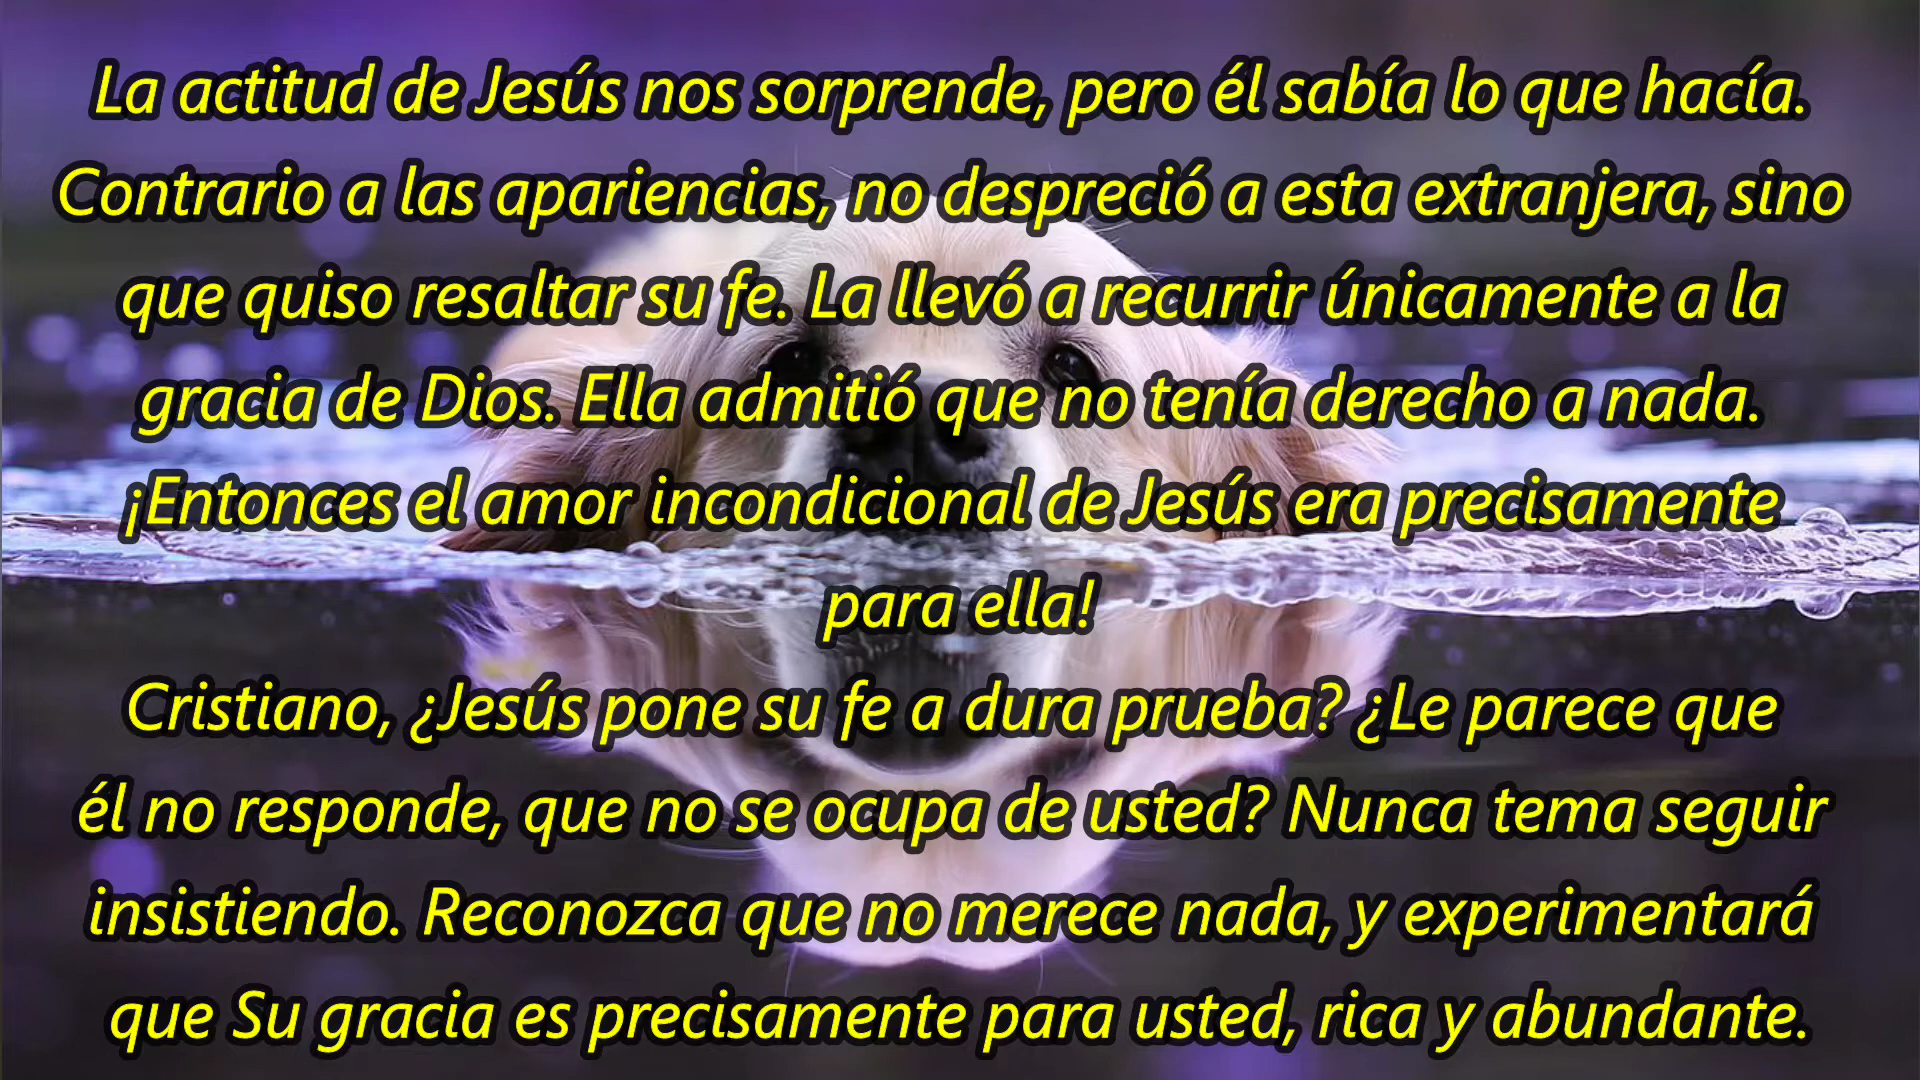 La actitud de Jesús nos sorprende, pero él sabía lo que hacía.
Contrario a las apariencias, no despreció a esta extranjera, sino
que quiso resaltar su fe. La llevó a recurrir únicamente a la
gracia de Dios. Ella admitió que no tenía derecho a nada.
¡Entonces el amor incondicional de Jesús era precisamente
para ella!
Cristiano, ¿Jesús pone su fe a dura prueba? ¿Le parece que
él no responde, que no se ocupa de usted? Nunca tema seguir
insistiendo. Reconozca que no merece nada, y experimentará
que Su gracia es precisamente para usted, rica y abundante.